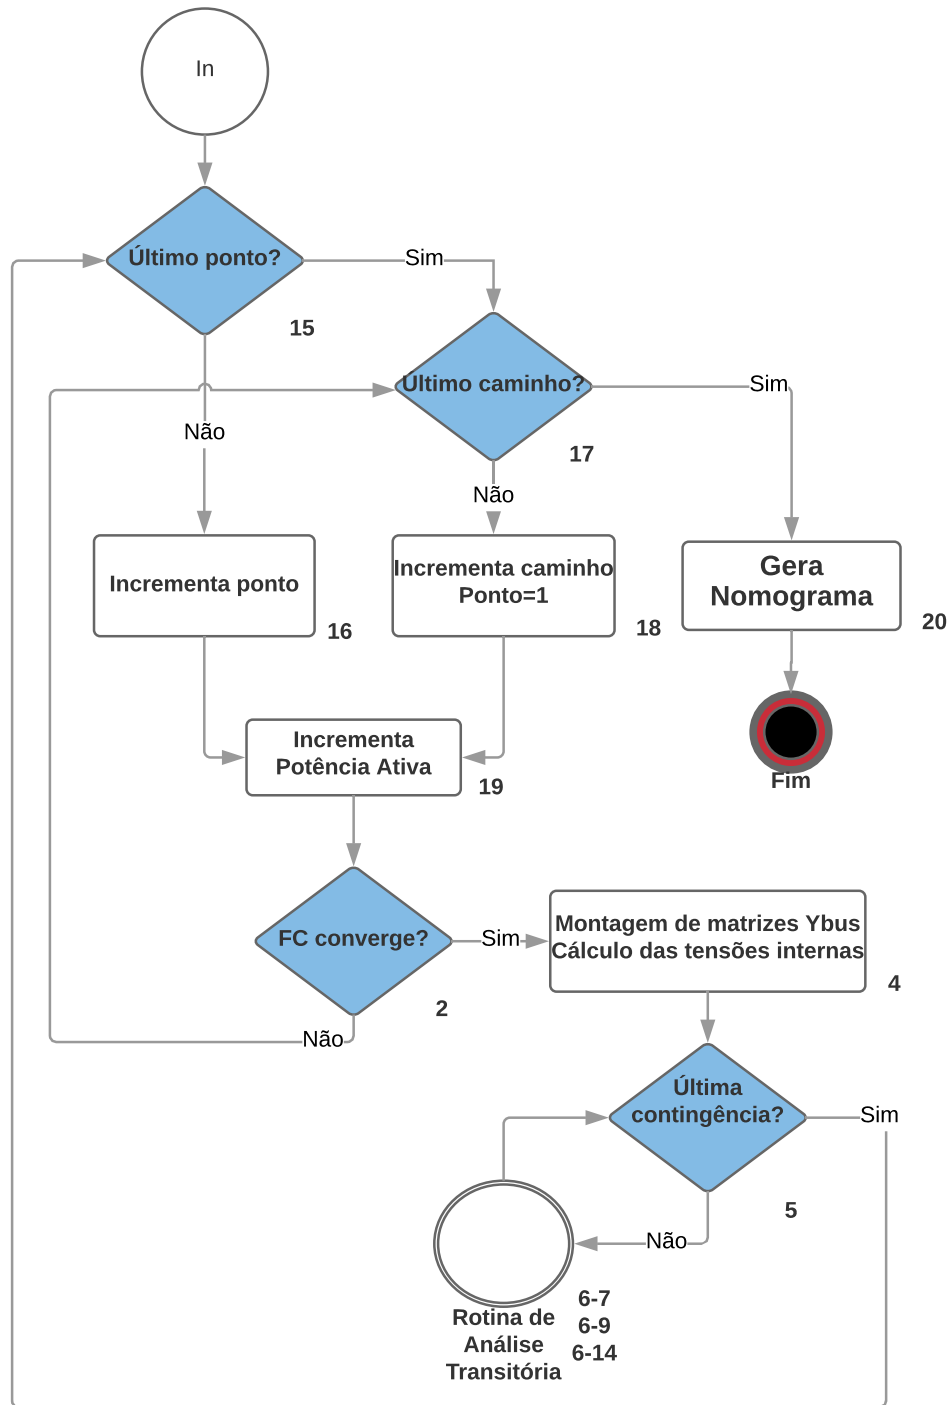 In
Último ponto?
Sim
15
Último caminho?
Sim
17
Não
Não
Incrementa ponto
16
Incrementa caminho
Ponto=1
18
Gera
Nomograma
20
Incrementa
Potência Ativa
19
Fim
FC converge?
Sim
2
Não
Montagem de matrizes Ybus
Cálculo das tensões internas
4
Última
contingência?
Sim
5
Não
Rotina de
Análise
Transitória
6-7
6-9
6-14